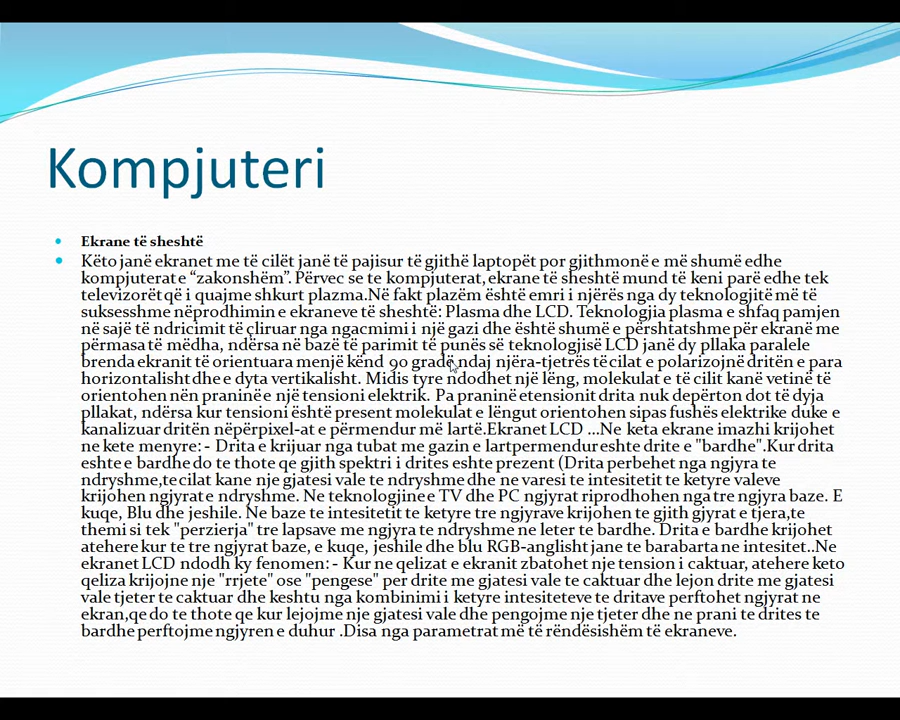 Kompjuteri
• Ekrane të sheshtë
• Këto janë ekranet me të cilët janë të pajisur të gjithë laptopët por gjithmonë e më shumë edhe
kompjuterat e “zakonshëm”. Përvec se te kompjuterat, ekrane të sheshtë mund të keni parë edhe tek
televizorët që i quajme shkurt plazma.Në fakt plazëm është emri i njërës nga dy teknologjitë më të
suksesshme nëprodhimin e ekraneve të sheshtë: Plasma dhe LCD. Teknologjia plasma e shfaq pamjen
në sajë të ndricimit të çliruar nga ngacmimi i një gazi dhe është shumë e përshtatshme për ekranë me
përmasa të mëdha, ndërsa në bazë të parimit të punës së teknologjisë LCD janë dy pllaka paralele
brenda ekranit të orientuara menjë kënd 90 gradë ndaj njëra-tjetrës të cilat e polarizojnë dritën e para
horizontalisht dhe e dyta vertikalisht. Midis tyre ndodhet një lëng, molekulat e të cilit kanë vetinë të
orientohen nën praninë e një tensioni elektrik. Pa praninë etensionit drita nuk depërton dot të dyja
pllakat, ndërsa kur tensioni është present molekulat e lëngut orientohen sipas fushës elektrike duke e
kanalizuar dritën nëpërpixel-at e përmendur më lartë.Ekranet LCD ...Ne keta ekrane imazhi krijohet
ne kete menyre: - Drita e krijuar nga tubat me gazin e lartpermendur eshte drite e "bardhe".Kur drita
eshte e bardhe do te thote qe gjith spektri i drites eshte prezent (Drita perbehet nga ngjyra te
ndryshme,te cilat kane nje gjatesi vale te ndryshme dhe ne varesi te intesitetit te ketyre valeve
krijohen ngjyrat e ndryshme. Ne teknologjine e TV dhe PC ngjyrat riprodhohen nga tre ngjyra baze. E
kuqe, Blu dhe jeshile. Ne baze te intesitetit te ketyre tre ngjyrave krijohen te gjith gjyrat e tjera,te
themi si tek "perzierja" tre lapsave me ngjyra te ndryshme ne leter te bardhe. Drita e bardhe krijohet
atehere kur te tre ngjyrat baze, e kuqe, jeshile dhe blu RGB-anglisht jane te barabarta ne intesitet..Ne
ekranet LCD ndodh ky fenomen: - Kur ne qelizat e ekranit zbatohet nje tension i caktuar, atehere keto
qeliza krijojne nje "rrjete" ose "pengese" per drite me gjatesi vale te caktuar dhe lejon drite me gjatesi
vale tjeter te caktuar dhe keshtu nga kombinimi i ketyre intesiteteve te dritave perftohet ngjyrat ne
ekran,qe do te thote qe kur lejojme nje gjatesi vale dhe pengojme nje tjeter dhe ne prani te drites te
bardhe perftojme ngjyren e duhur .Disa nga parametrat më të rëndësishëm të ekraneve.